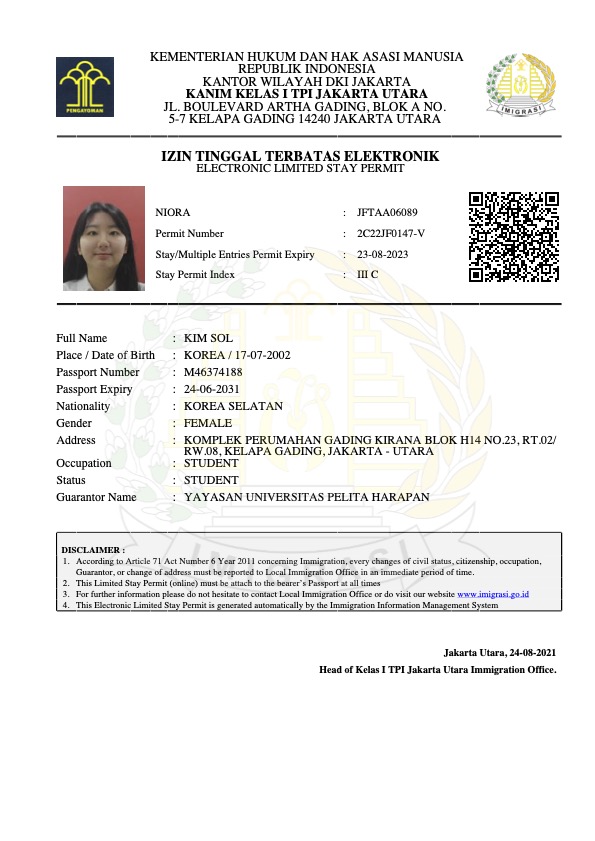 KEMENTERIAN HUKUM DAN HAK ASASI MANUSIA
REPUBLIK INDONESIA
KANTOR WILAYAH DKI JAKARTA
KANIM KELAS I TPI JAKARTA UTARA
JL. BOULEVARD ARTHA GADING, BLOK A NO.
5-7 KELAPA GADING 14240 JAKARTA UTARA
PENGAYOMAN
IMIGRASI
IZIN TINGGAL TERBATAS ELEKTRONIK
ELECTRONIC LIMITED STAY PERMIT
NIORA : JFTAA06089
Permit Number : 2C22JF0147-V
Stay/Multiple Entries Permit Expiry : 23-08-2023
Stay Permit Index : III C
Full Name : KIM SOL
Place / Date of Birth : KOREA / 17-07-2002
Passport Number : M46374188
Passport Expiry : 24-06-2031
Nationality : KOREA SELATAN
Gender : FEMALE
Address : KOMPLEK PERUMAHAN GADING KIRANA BLOK H14 NO.23, RT.02/
RW.08, KELAPA GADING, JAKARTA - UTARA
Occupation : STUDENT
Status : STUDENT
Guarantor Name : YAYASAN UNIVERSITAS PELITA HARAPAN
IMIGRASI
DISCLAIMER :
1. According to Article 71 Act Number 6 Year 2011 concerning Immigration, every changes of civil status, citizenship, occupation,
Guarantor, or change of address must be reported to Local Immigration Office in an immediate period of time.
2. This Limited Stay Permit (online) must be attach to the bearer's Passport at all times
3. For further information please do not hesitate to contact Local Immigration Office or do visit our website www.imigrasi.go.id
4. This Electronic Limited Stay Permit is generated automatically by the Immigration Information Management System
Jakarta Utara, 24-08-2021
Head of Kelas I TPI Jakarta Utara Immigration Office.